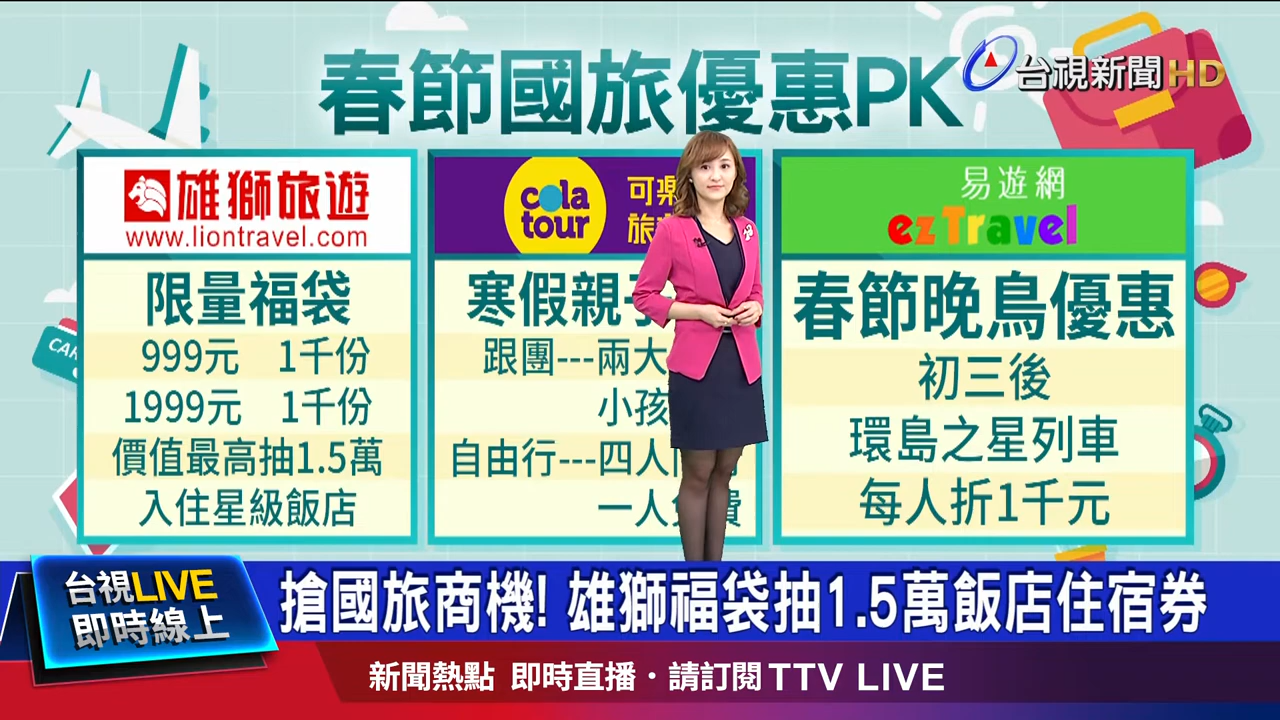 春節國旅優惠PK
台視新聞HD
雄獅旅遊
www.liontravel.com
限量福袋
999元 1千份
1999元 1千份
價值最高抽1.5萬
入住星級飯店
cola tour
可樂
寒假親子
跟團---兩大
小孩
自由行---四人
一人免費
易遊網
ezTravel
春節晚鳥優惠
初三後
環島之星列車
每人折1千元
CAR
台視LIVE
即時線上
搶國旅商機! 雄獅福袋抽1.5萬飯店住宿券
新聞熱點 即時直播·請訂閱TTV LIVE